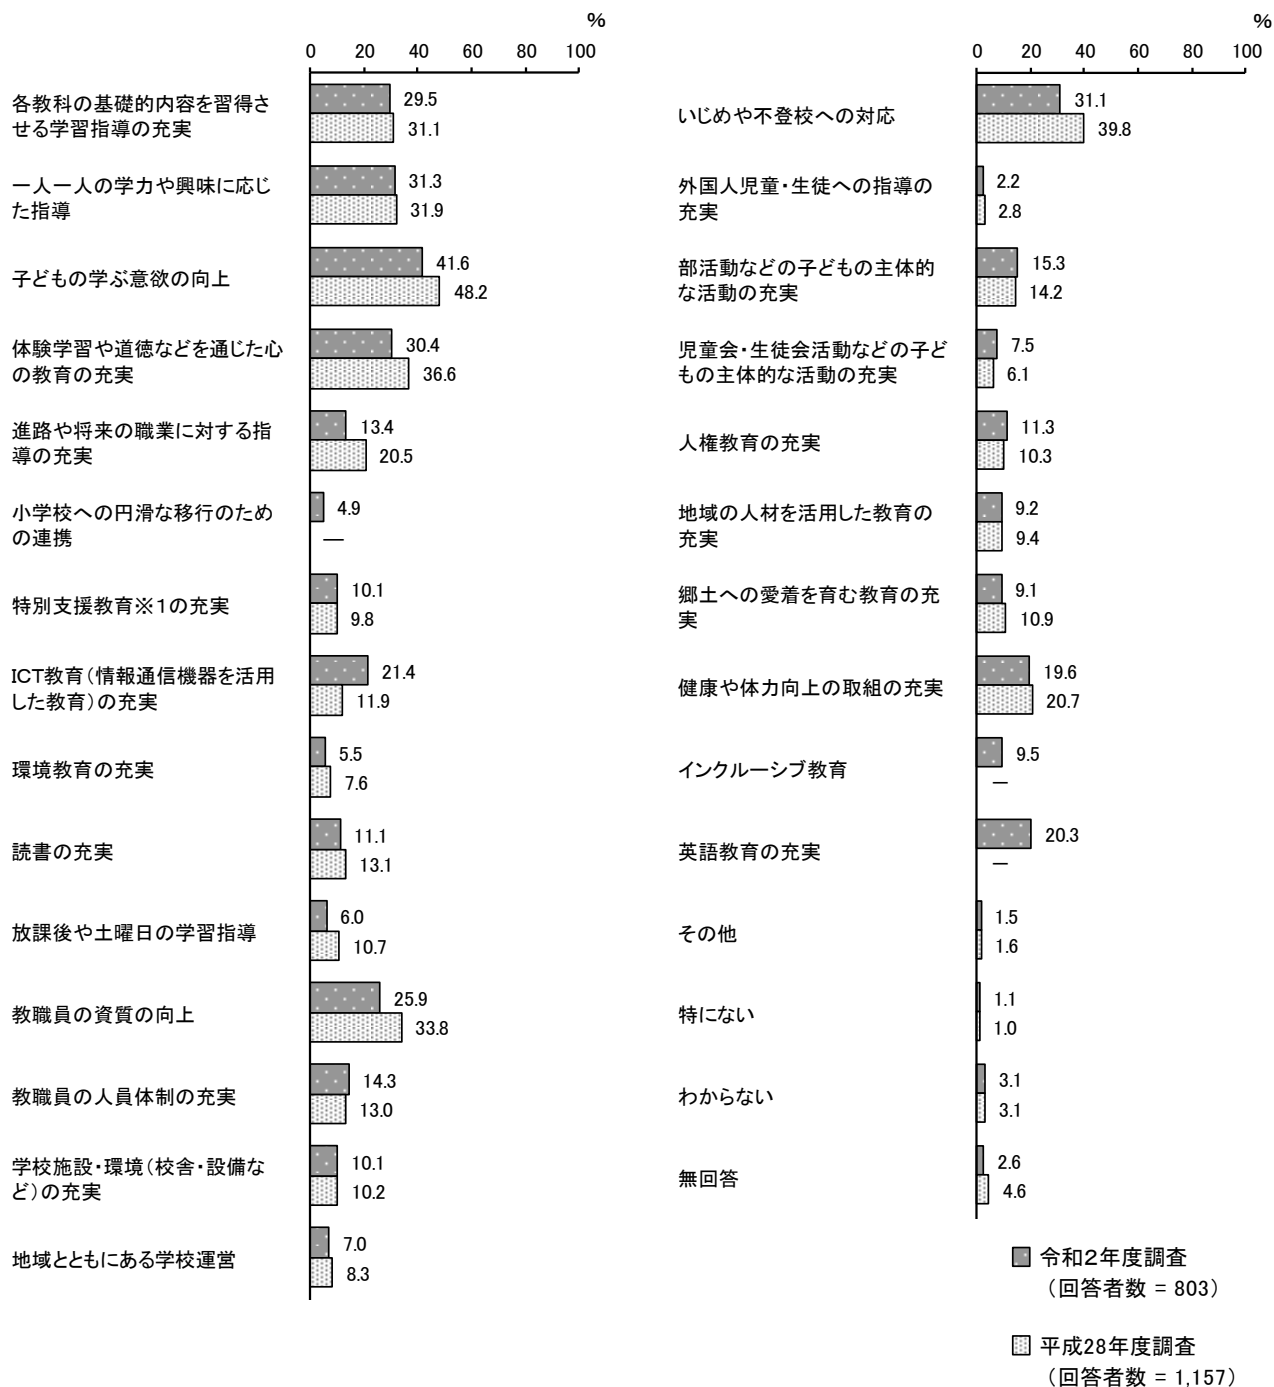 %
0 20 40 60 80 100
各教科の基礎的内容を習得さ
せる学習指導の充実
29.5
31.1
一人一人の学力や興味に応じ
た指導
31.3
31.9
子どもの学ぶ意欲の向上
41.6
48.2
体験学習や道徳などを通じた心
の教育の充実
30.4
36.6
進路や将来の職業に対する指
導の充実
13.4
20.5
小学校への円滑な移行のため
の連携
4.9
―
特別支援教育※1の充実
10.1
9.8
ICT教育(情報通信機器を活用
した教育)の充実
21.4
11.9
環境教育の充実
5.5
7.6
読書の充実
11.1
13.1
放課後や土曜日の学習指導
6.0
10.7
教職員の資質の向上
25.9
33.8
教職員の人員体制の充実
14.3
13.0
学校施設・環境(校舎・設備な
ど)の充実
10.1
10.2
地域とともにある学校運営
7.0
8.3
%
0 20 40 60 80 100
いじめや不登校への対応
31.1
39.8
外国人児童・生徒への指導の
充実
2.2
2.8
部活動などの子どもの主体的
な活動の充実
15.3
14.2
児童会・生徒会活動などの子ど
もの主体的な活動の充実
7.5
6.1
人権教育の充実
11.3
10.3
地域の人材を活用した教育の
充実
9.2
9.4
郷土への愛着を育む教育の充
実
9.1
10.9
健康や体力向上の取組の充実
19.6
20.7
インクルーシブ教育
9.5
―
英語教育の充実
20.3
―
その他
1.5
1.6
特にない
1.1
1.0
わからない
3.1
3.1
無回答
2.6
4.6
令和2年度調査
(回答者数 = 803)
平成28年度調査
(回答者数 = 1,157)